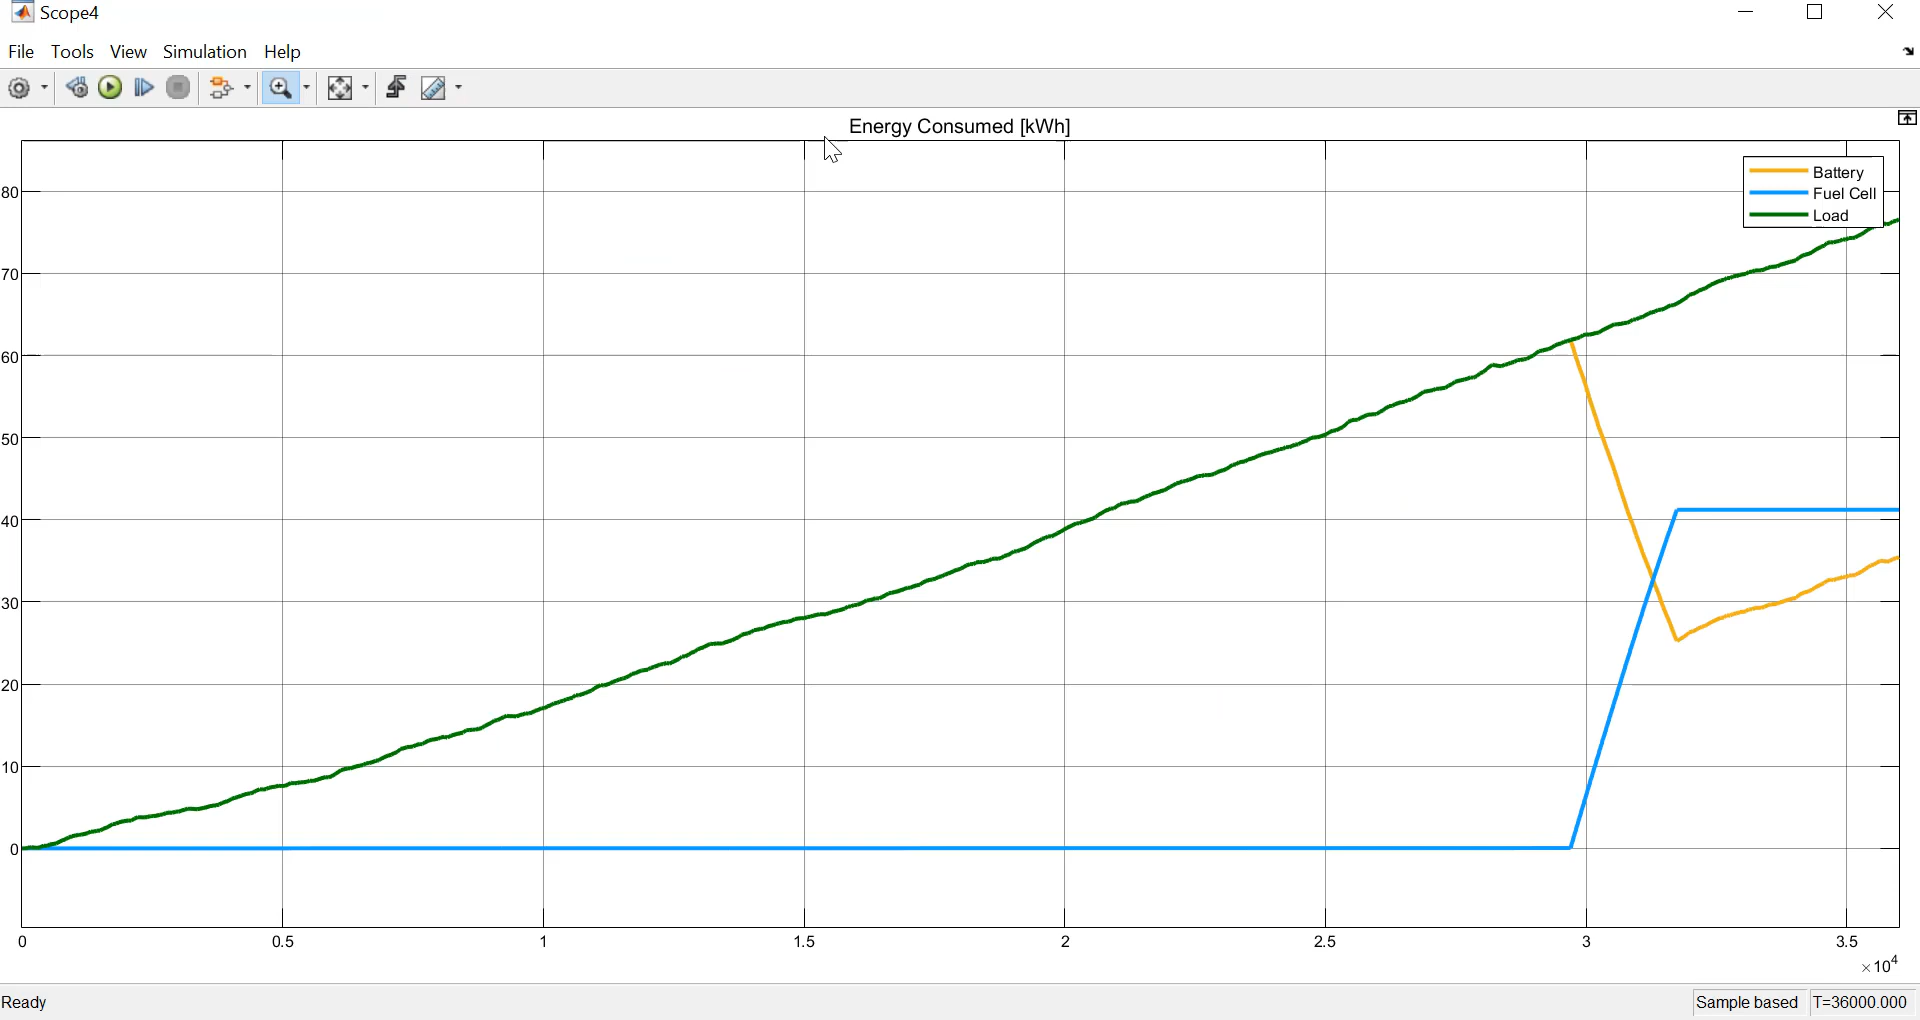 Scope4
File Tools View Simulation Help
Energy Consumed [kWh]
Battery
Fuel Cell
Load
80
70
60
50
40
30
20
10
0
0 0.5 1 1.5 2 2.5 3 3.5
×10⁴
Ready Sample based T=36000.000